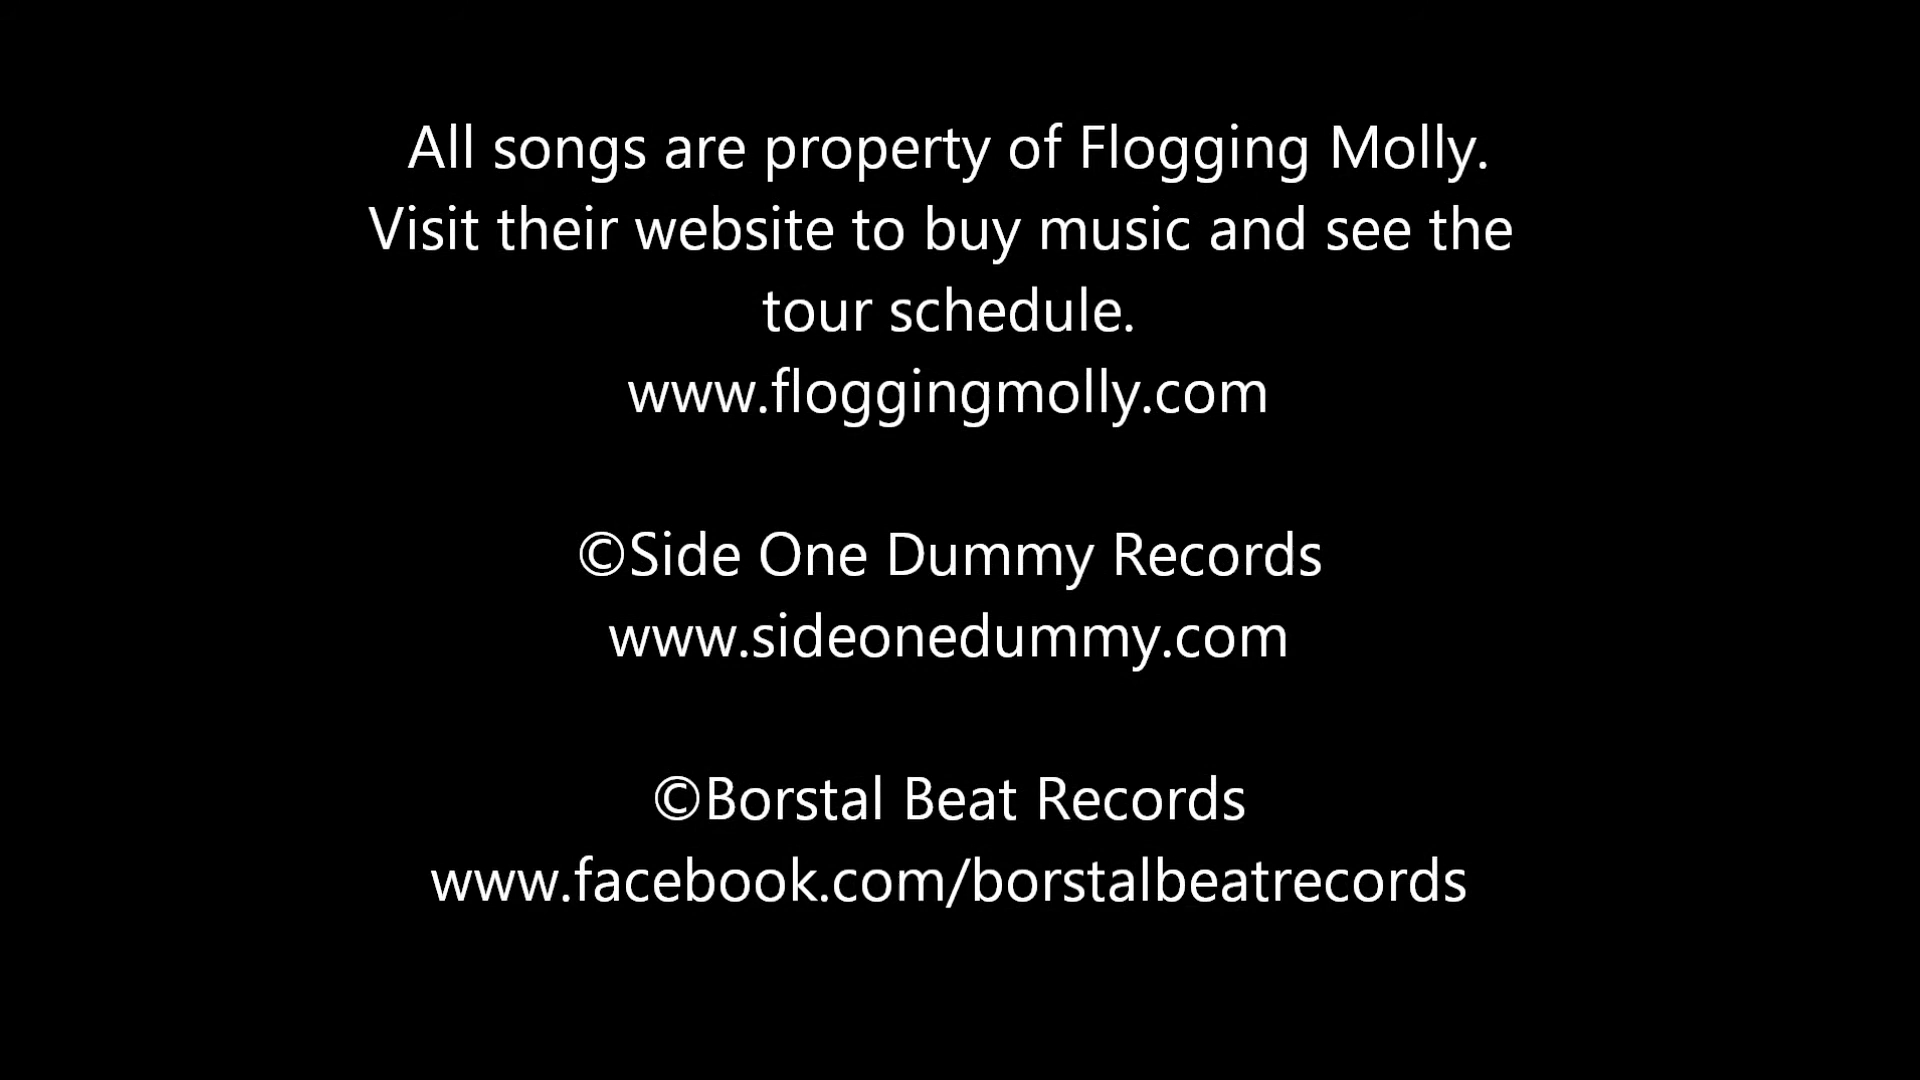 All songs are property of Flogging Molly.
Visit their website to buy music and see the
tour schedule.
www.floggingmolly.com
©Side One Dummy Records
www.sideonedummy.com
©Borstal Beat Records
www.facebook.com/borstalbeatrecords